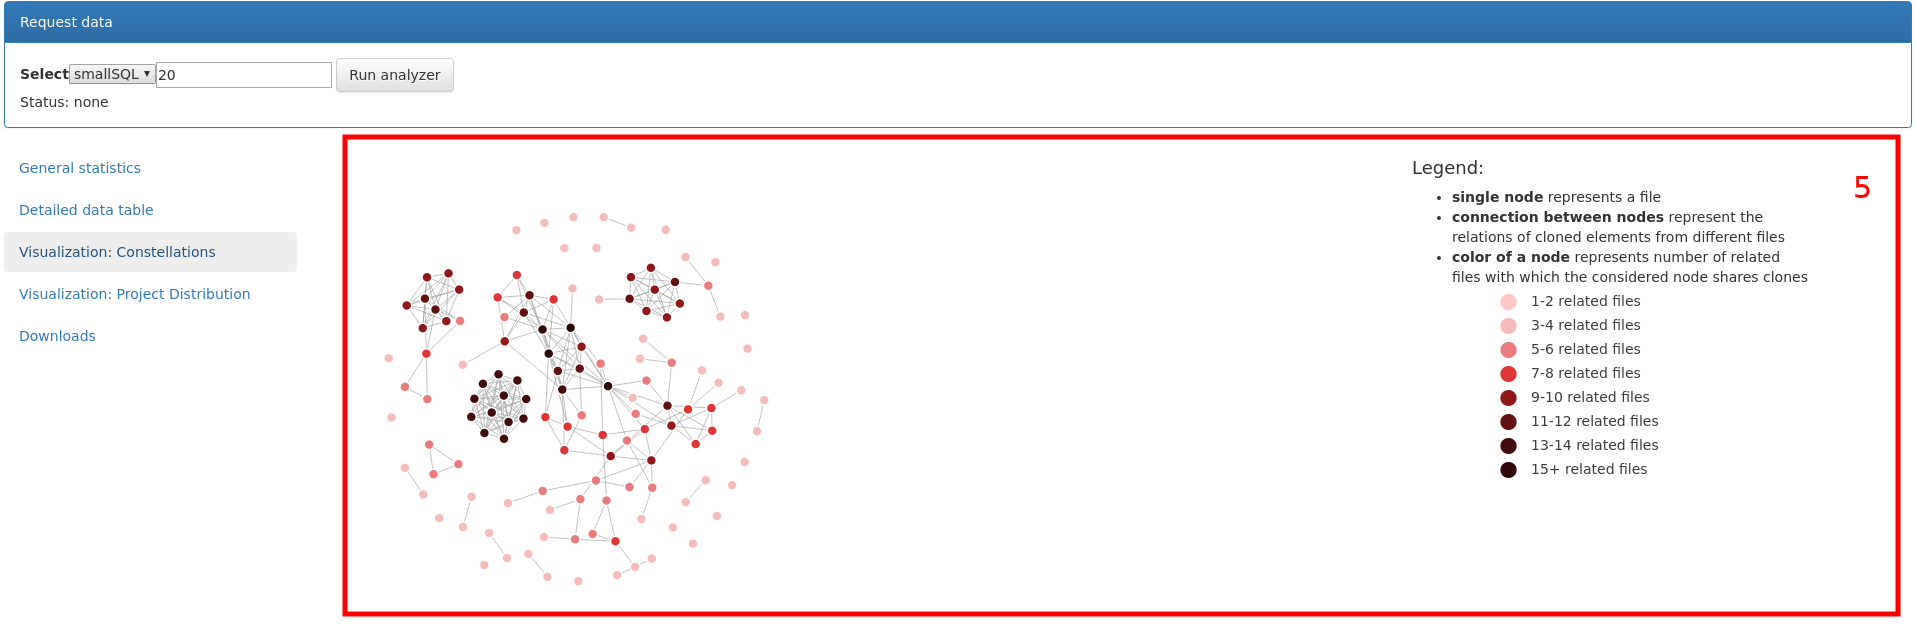 Request data
Select smallSQL 20 Run analyzer
Status: none
General statistics
Detailed data table
Visualization: Constellations
Visualization: Project Distribution
Downloads
Legend:
5
single node represents a file
connection between nodes represent the
relations of cloned elements from different files
color of a node represents number of related
files with which the considered node shares clones
1-2 related files
3-4 related files
5-6 related files
7-8 related files
9-10 related files
11-12 related files
13-14 related files
15+ related files